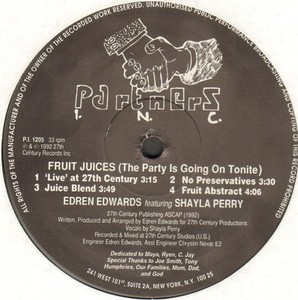 ALL RIGHTS OF THE MANUFACTURER AND OF THE OWNER OF THE RECORDED WORK RESERVED. UNAUTHORISED PUBLIC PERFORMANCE BROADCASTING AND COPYING OF THIS RECORD PROHIBITED
PartnerS
I. N. C.
P.I. 1205 33 rpm
℗ & © 1992 27th
Century Records Inc
FRUIT JUICES (The Party Is Going On Tonite)
1 'Live' at 27th Century 3:15
2 No Preservatives 3:30
3 Juice Blend 3:49
4 Fruit Abstract 4:06
EDREN EDWARDS featuring SHAYLA PERRY
27th Century Publishing ASCAP (1992)
Written, Produced and Arranged by Edren Edwards for 27th Century Productions
Vocals by Shayla Perry
Recorded & Mixed at 27th Century Studios (U.S.)
Engineer Edren Edwards. Asst Engineer Chrystin Nevar E2
Dedicated to Maya, Ryen, C. Jay
Special Thanks to Joe Smith, Tony
Humphries, Our Families, Mom, Dad,
and God
241 WEST 101ST. SUITE 2A, NEW YORK, N.Y. 10025